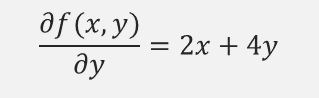 ∂f(x, y)/∂y = 2x + 4y